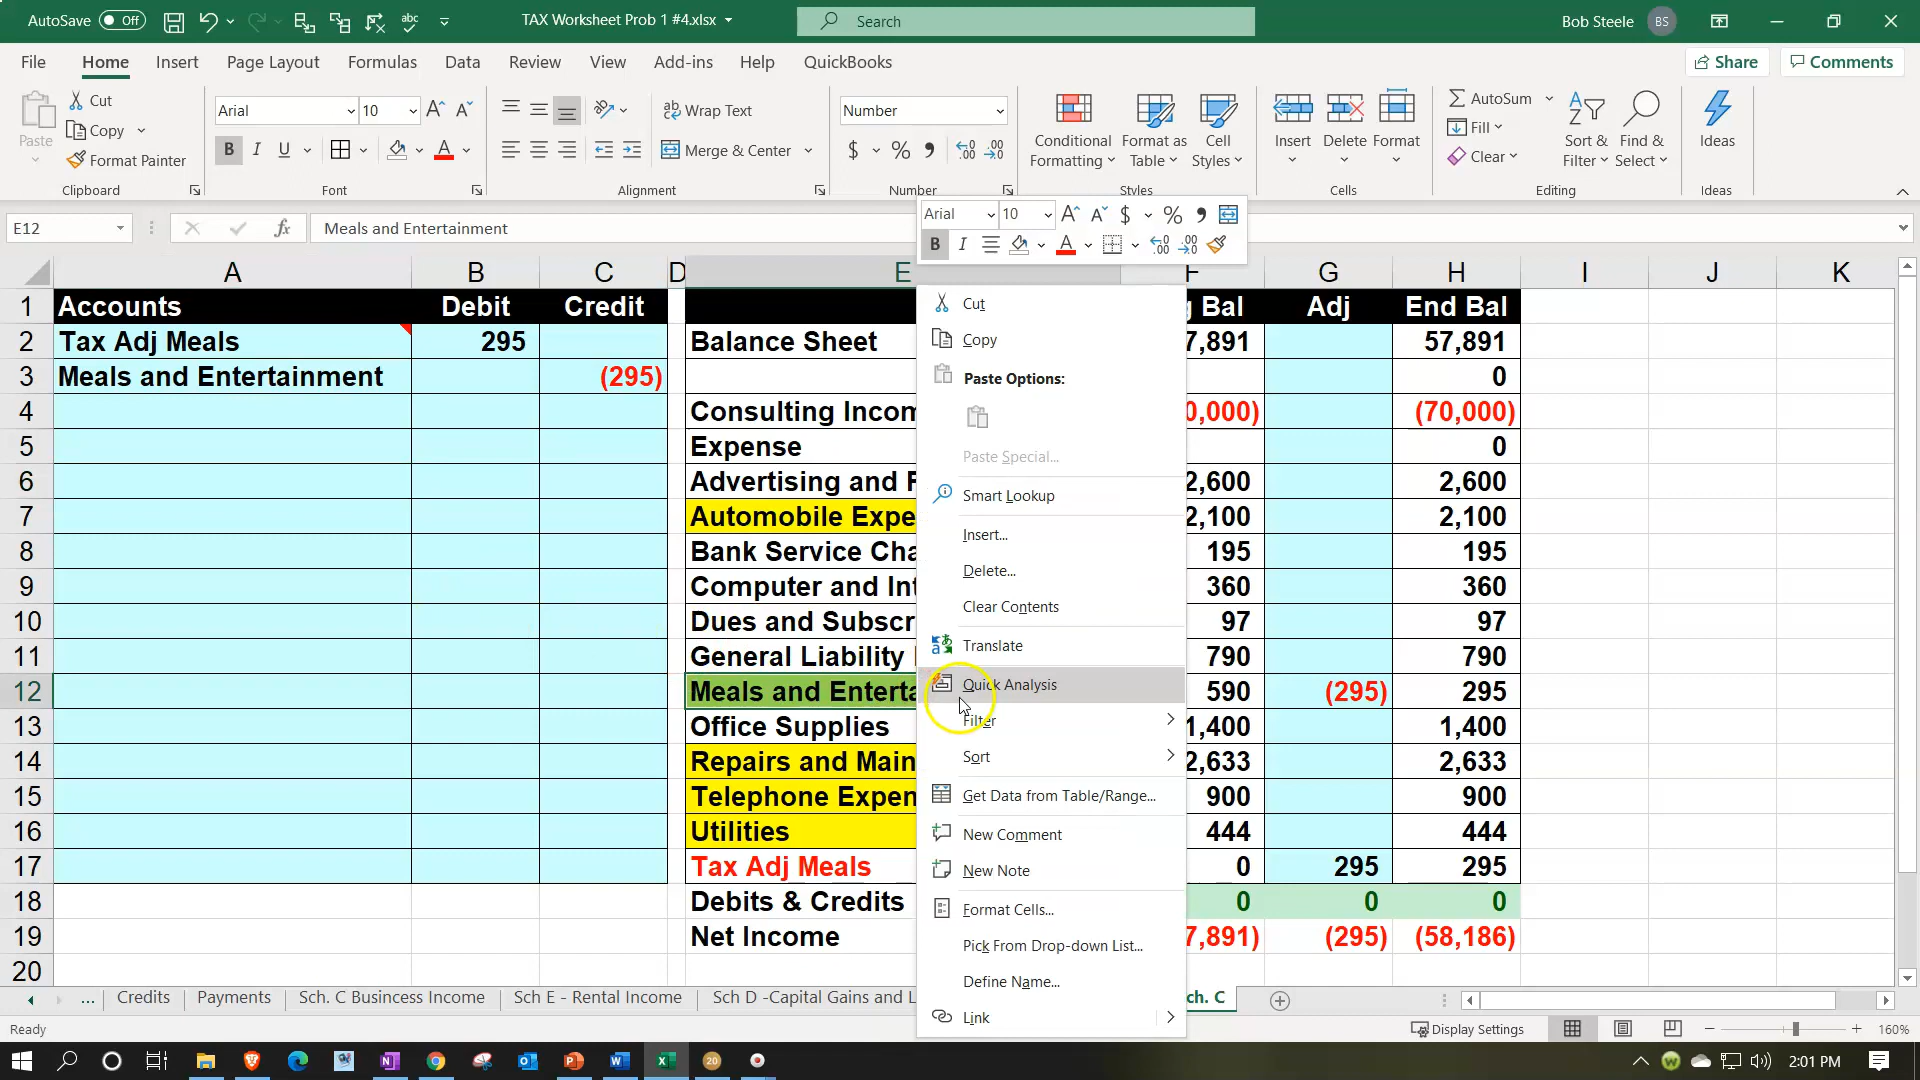 AutoSave Off TAX Worksheet Prob 1 #4.xlsx Search Bob Steele BS
File Home Insert Page Layout Formulas Data Review View Add-ins Help QuickBooks Share Comments
Cut Arial 10 Wrap Text Number AutoSum
Copy Fill
Paste Format Painter B I U Merge & Center $ % Conditional Formatting Format as Table Cell Styles Insert Delete Format Clear Sort & Filter Find & Select Ideas
Clipboard Font Alignment Number Styles Cells Editing Ideas
Arial 10 $ %
E12 fx Meals and Entertainment
B I A
A B C D E F G H I J K
1 Accounts Debit Credit Bal Adj End Bal
2 Tax Adj Meals 295 Balance Sheet 7,891 57,891
3 Meals and Entertainment (295) 0
4 Consulting Incom 0,000) (70,000)
5 Expense 0
6 Advertising and 2,600 2,600
7 Automobile Expe 2,100 2,100
8 Bank Service Cha 195 195
9 Computer and Int 360 360
10 Dues and Subscr 97 97
11 General Liability 790 790
12 Meals and Enterta 590 (295) 295
13 Office Supplies 1,400 1,400
14 Repairs and Main 2,633 2,633
15 Telephone Expen 900 900
16 Utilities 444 444
17 Tax Adj Meals 0 295 295
18 Debits & Credits 0 0 0
19 Net Income 7,891) (295) (58,186)
20
Cut
Copy
Paste Options:
Paste Special...
Smart Lookup
Insert...
Delete...
Clear Contents
Translate
Quick Analysis
Filter
Sort
Get Data from Table/Range...
New Comment
New Note
Format Cells...
Pick From Drop-down List...
Define Name...
Link
... Credits Payments Sch. C Busincess Income Sch E - Rental Income Sch D -Capital Gains and L ch. C
Ready Display Settings 160%
20 2:01 PM